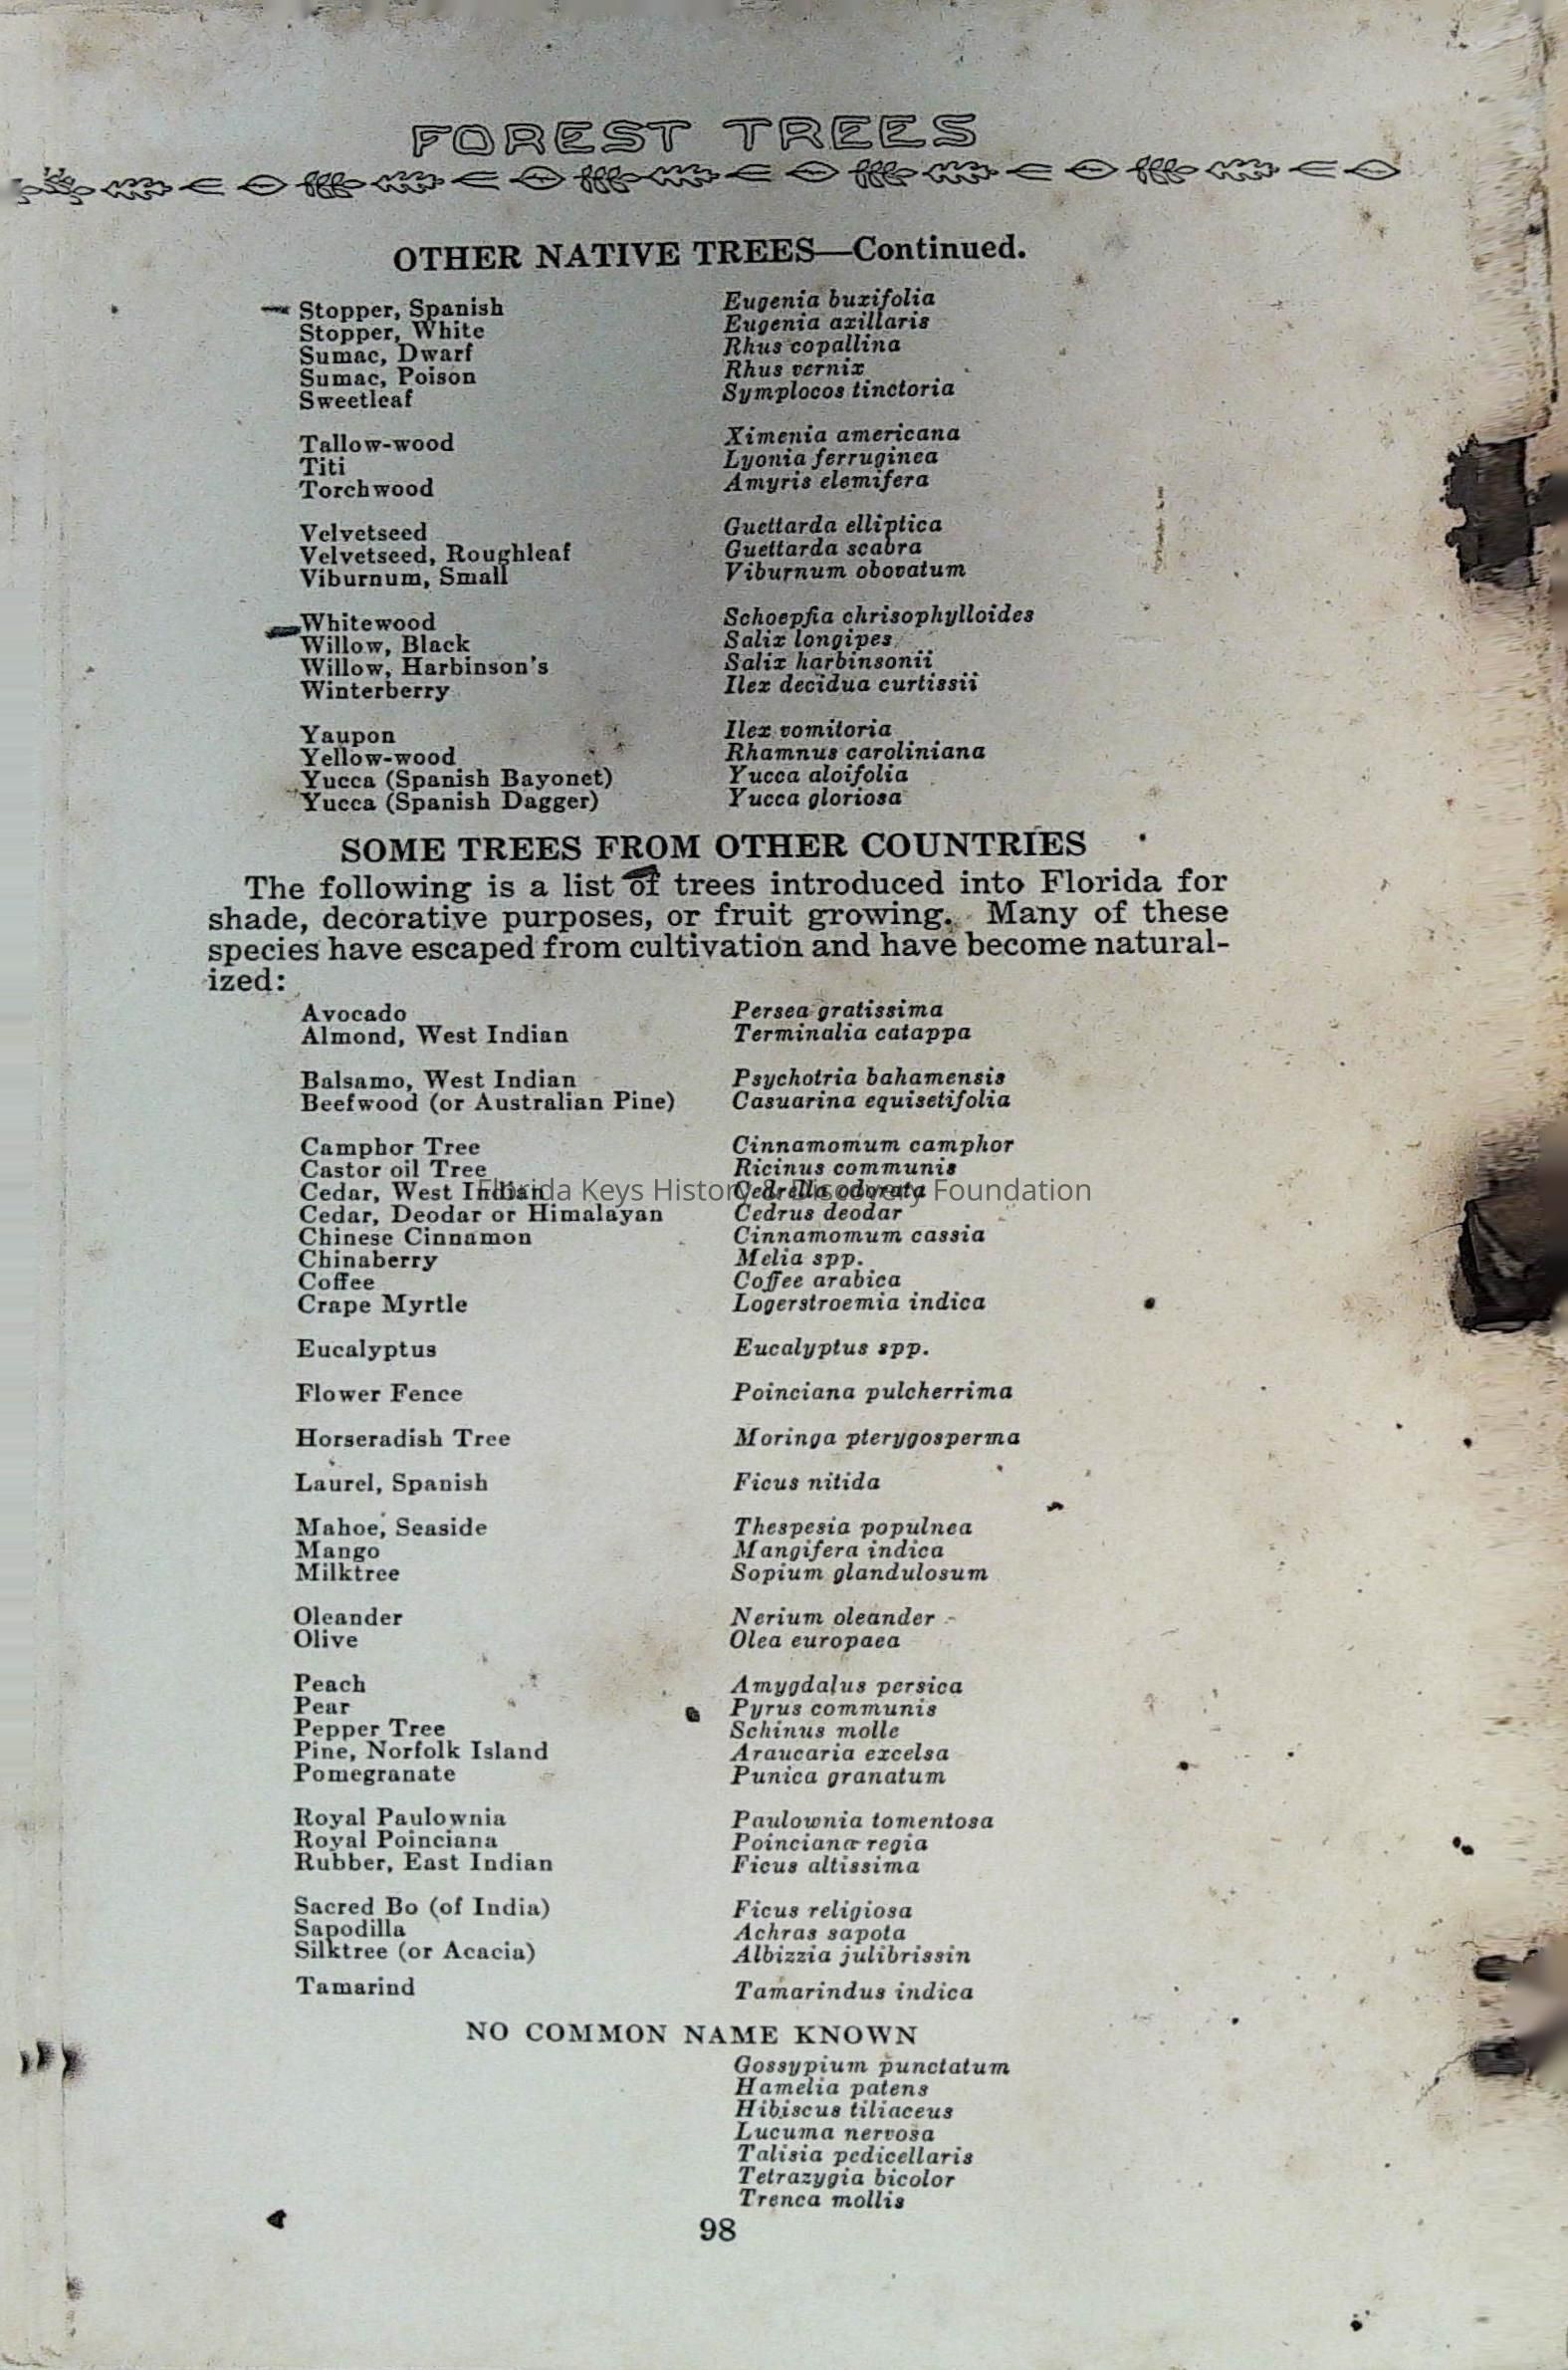 FOREST TREES
OTHER NATIVE TREES—Continued.
Stopper, Spanish Eugenia buxifolia
Stopper, White Eugenia axillaris
Sumac, Dwarf Rhus copallina
Sumac, Poison Rhus vernix
Sweetleaf Symplocos tinctoria
Tallow-wood Ximenia americana
Titi Lyonia ferruginea
Torchwood Amyris elemifera
Velvetseed Guettarda elliptica
Velvetseed, Roughleaf Guettarda scabra
Viburnum, Small Viburnum obovatum
Whitewood Schoepfia chrisophylloides
Willow, Black Salix longipes
Willow, Harbinson's Salix harbinsonii
Winterberry Ilex decidua curtissii
Yaupon Ilex vomitoria
Yellow-wood Rhamnus caroliniana
Yucca (Spanish Bayonet) Yucca aloifolia
Yucca (Spanish Dagger) Yucca gloriosa
SOME TREES FROM OTHER COUNTRIES
The following is a list of trees introduced into Florida for
shade, decorative purposes, or fruit growing. Many of these
species have escaped from cultivation and have become natural-
ized:
Avocado Persea gratissima
Almond, West Indian Terminalia catappa
Balsamo, West Indian Psychotria bahamensis
Beefwood (or Australian Pine) Casuarina equisetifolia
Camphor Tree Cinnamomum camphor
Castor oil Tree Ricinus communis
Cedar, West Indian Cedrella odorata
Florida Keys History & Discovery Foundation
Cedar, Deodar or Himalayan Cedrus deodar
Chinese Cinnamon Cinnamomum cassia
Chinaberry Melia spp.
Coffee Coffee arabica
Crape Myrtle Logerstroemia indica
Eucalyptus Eucalyptus spp.
Flower Fence Poinciana pulcherrima
Horseradish Tree Moringa pterygosperma
Laurel, Spanish Ficus nitida
Mahoe, Seaside Thespesia populnea
Mango Mangifera indica
Milktree Sopium glandulosum
Oleander Nerium oleander
Olive Olea europaea
Peach Amygdalus persica
Pear Pyrus communis
Pepper Tree Schinus molle
Pine, Norfolk Island Araucaria excelsa
Pomegranate Punica granatum
Royal Paulownia Paulownia tomentosa
Royal Poinciana Poinciana regia
Rubber, East Indian Ficus altissima
Sacred Bo (of India) Ficus religiosa
Sapodilla Achras sapota
Silktree (or Acacia) Albizzia julibrissin
Tamarind Tamarindus indica
NO COMMON NAME KNOWN
Gossypium punctatum
Hamelia patens
Hibiscus tiliaceus
Lucuma nervosa
Talisia pedicellaris
Tetrazygia bicolor
Trenca mollis
98